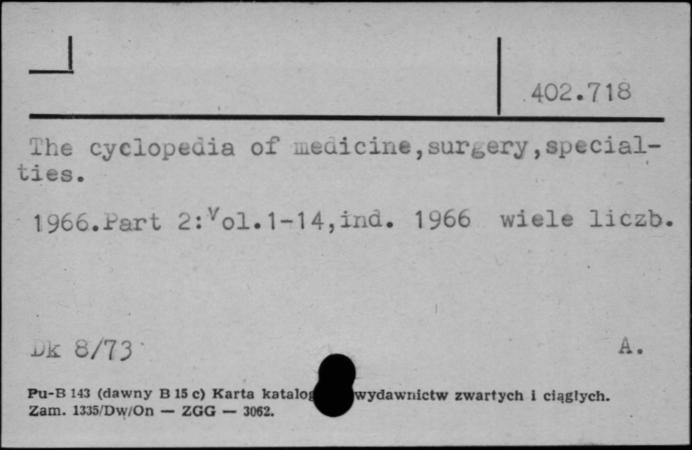 402.718
The cyclopedia of medicine,surgery,special-
ties.
1966.Part 2:Vol.1-14,ind. 1966 wiele liczb.
Dk 8/73 A.
Pu-B 143 (dawny B 15 c) Karta katalog wydawnictw zwartych i ciągłych.
Zam. 1335/Dw/On — ZGG — 3062.